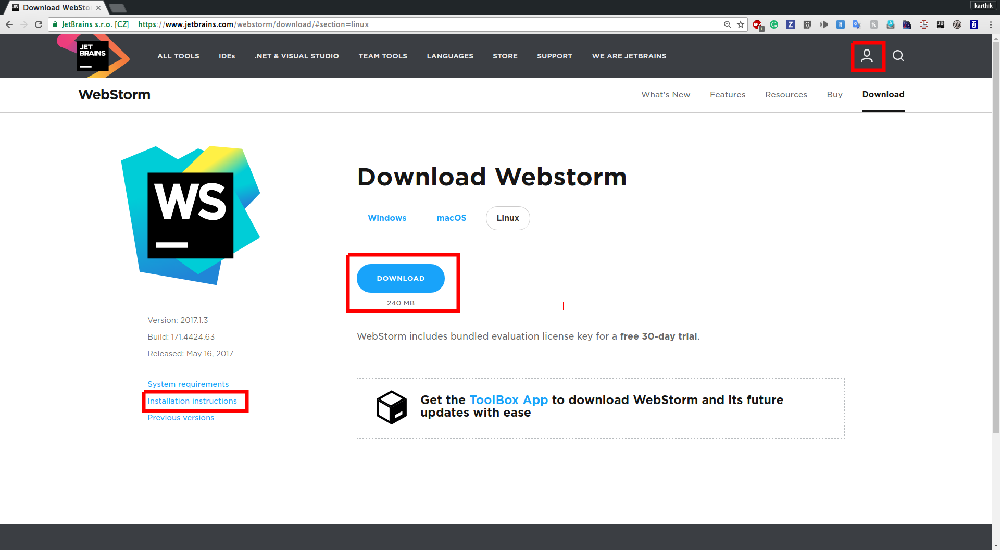 Download WebSto
karthik
JetBrains s.r.o. [CZ]
https://www.jetbrains.com/webstorm/download/#section=linux
JET
BRAINS
ALL TOOLS
IDEs
.NET & VISUAL STUDIO
TEAM TOOLS
LANGUAGES
STORE
SUPPORT
WE ARE JETBRAINS
WebStorm
What's New
Features
Resources
Buy
Download
WS
Version: 2017.1.3
Build: 171.4424.63
Released: May 16, 2017
System requirements
Installation instructions
Previous versions
Download Webstorm
Windows
macOS
Linux
DOWNLOAD
240 MB
WebStorm includes bundled evaluation license key for a free 30-day trial.
Get the ToolBox App to download WebStorm and its future
updates with ease